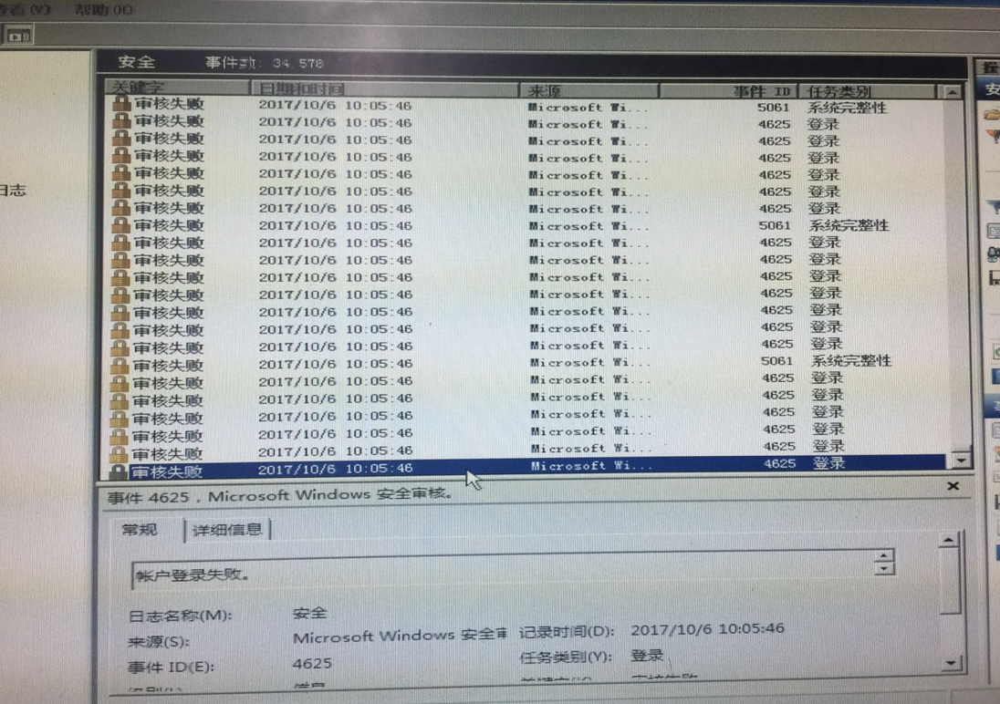 查看(V) 帮助(H)
安全 事件数: 34,578
关键字 日期和时间 来源 事件 ID 任务类别
审核失败 2017/10/6 10:05:46 Microsoft Wi... 5061 系统完整性
审核失败 2017/10/6 10:05:46 Microsoft Wi... 4625 登录
审核失败 2017/10/6 10:05:46 Microsoft Wi... 4625 登录
审核失败 2017/10/6 10:05:46 Microsoft Wi... 4625 登录
审核失败 2017/10/6 10:05:46 Microsoft Wi... 4625 登录
审核失败 2017/10/6 10:05:46 Microsoft Wi... 4625 登录
日志
审核失败 2017/10/6 10:05:46 Microsoft Wi... 4625 登录
审核失败 2017/10/6 10:05:46 Microsoft Wi... 5061 系统完整性
审核失败 2017/10/6 10:05:46 Microsoft Wi... 4625 登录
审核失败 2017/10/6 10:05:46 Microsoft Wi... 4625 登录
审核失败 2017/10/6 10:05:46 Microsoft Wi... 4625 登录
审核失败 2017/10/6 10:05:46 Microsoft Wi... 4625 登录
审核失败 2017/10/6 10:05:46 Microsoft Wi... 4625 登录
审核失败 2017/10/6 10:05:46 Microsoft Wi... 4625 登录
审核失败 2017/10/6 10:05:46 Microsoft Wi... 4625 登录
审核失败 2017/10/6 10:05:46 Microsoft Wi... 5061 系统完整性
审核失败 2017/10/6 10:05:46 Microsoft Wi... 4625 登录
审核失败 2017/10/6 10:05:46 Microsoft Wi... 4625 登录
审核失败 2017/10/6 10:05:46 Microsoft Wi... 4625 登录
审核失败 2017/10/6 10:05:46 Microsoft Wi... 4625 登录
审核失败 2017/10/6 10:05:46 Microsoft Wi... 4625 登录
审核失败 2017/10/6 10:05:46 Microsoft Wi... 4625 登录
事件 4625，Microsoft Windows 安全审核。
常规 详细信息
帐户登录失败。
日志名称(M): 安全
来源(S): Microsoft Windows 安全审 记录时间(D): 2017/10/6 10:05:46
事件 ID(E): 4625 任务类别(Y): 登录